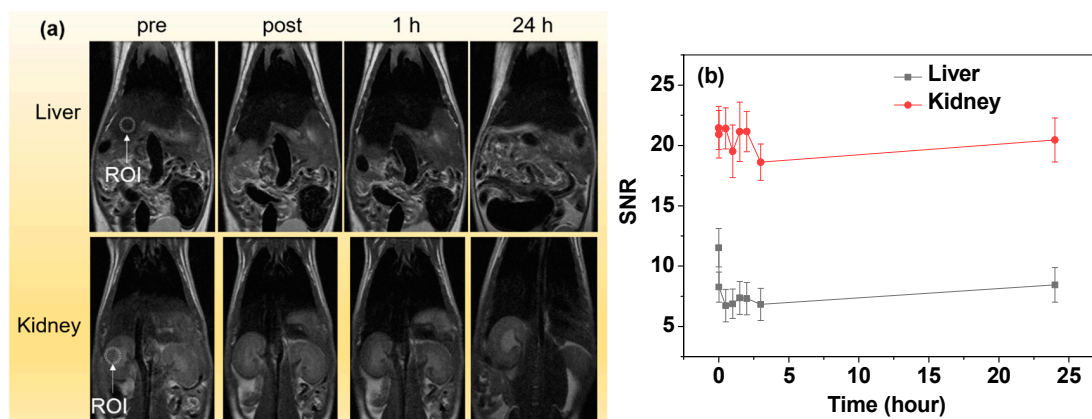 (a) pre post 1 h 24 h
Liver
ROI
Kidney
ROI
(b)
Liver
Kidney
SNR
25
20
15
10
5
0 5 10 15 20 25
Time (hour)